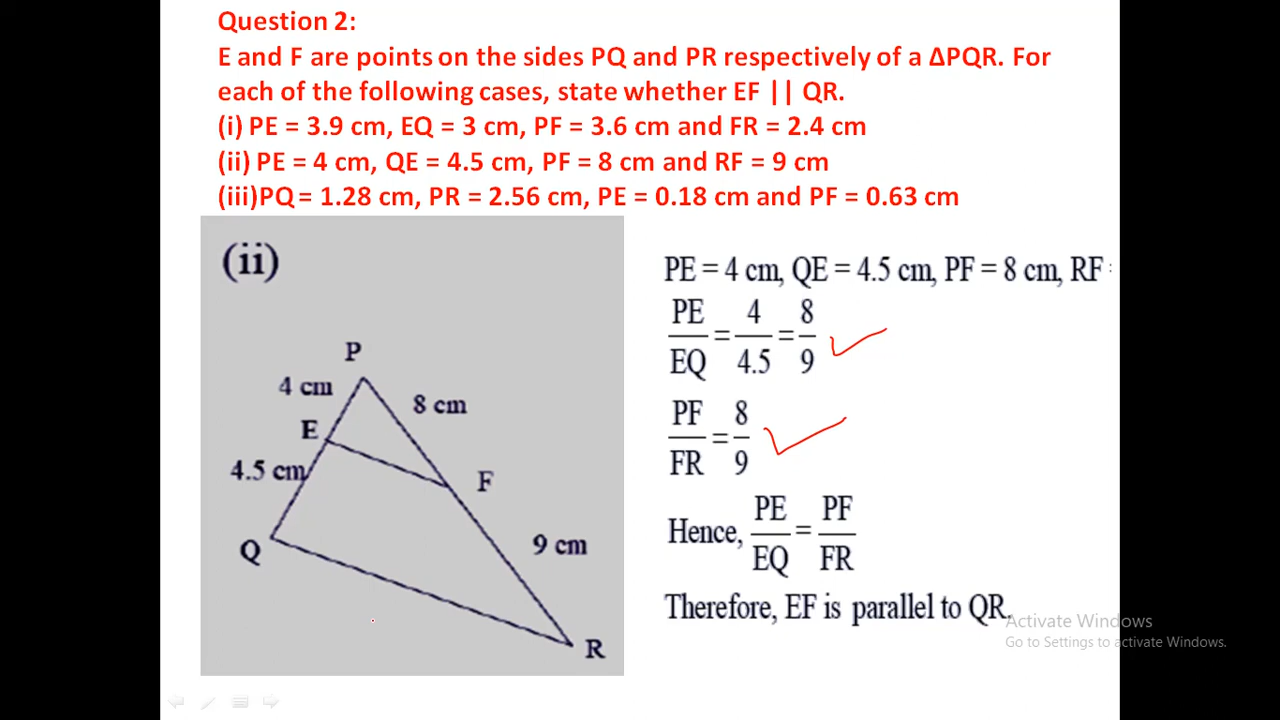 Question 2:
E and F are points on the sides PQ and PR respectively of a ΔPQR. For
each of the following cases, state whether EF || QR.
(i) PE = 3.9 cm, EQ = 3 cm, PF = 3.6 cm and FR = 2.4 cm
(ii) PE = 4 cm, QE = 4.5 cm, PF = 8 cm and RF = 9 cm
(iii)PQ = 1.28 cm, PR = 2.56 cm, PE = 0.18 cm and PF = 0.63 cm
(ii)
P
4 cm
8 cm
E
4.5 cm
F
Q
9 cm
R
PE = 4 cm, QE = 4.5 cm, PF = 8 cm, RF =
PE/EQ = 4/4.5 = 8/9
PF/FR = 8/9
Hence, PE/EQ = PF/FR
Therefore, EF is parallel to QR.
Activate Windows
Go to Settings to activate Windows.